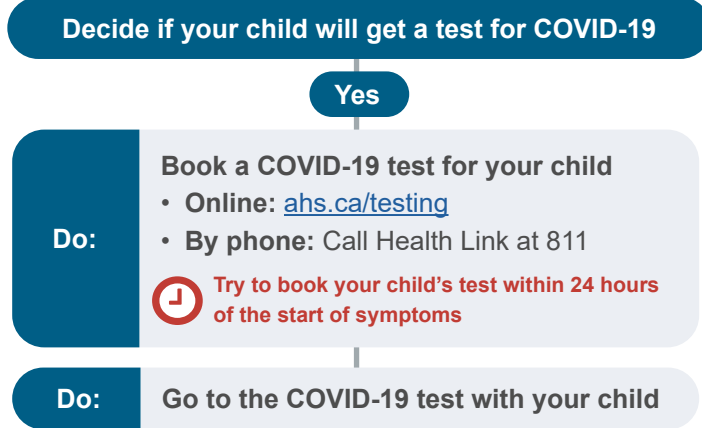 Decide if your child will get a test for COVID-19
Yes
Do:
Book a COVID-19 test for your child
• Online: ahs.ca/testing
• By phone: Call Health Link at 811
Try to book your child’s test within 24 hours
of the start of symptoms
Do:
Go to the COVID-19 test with your child